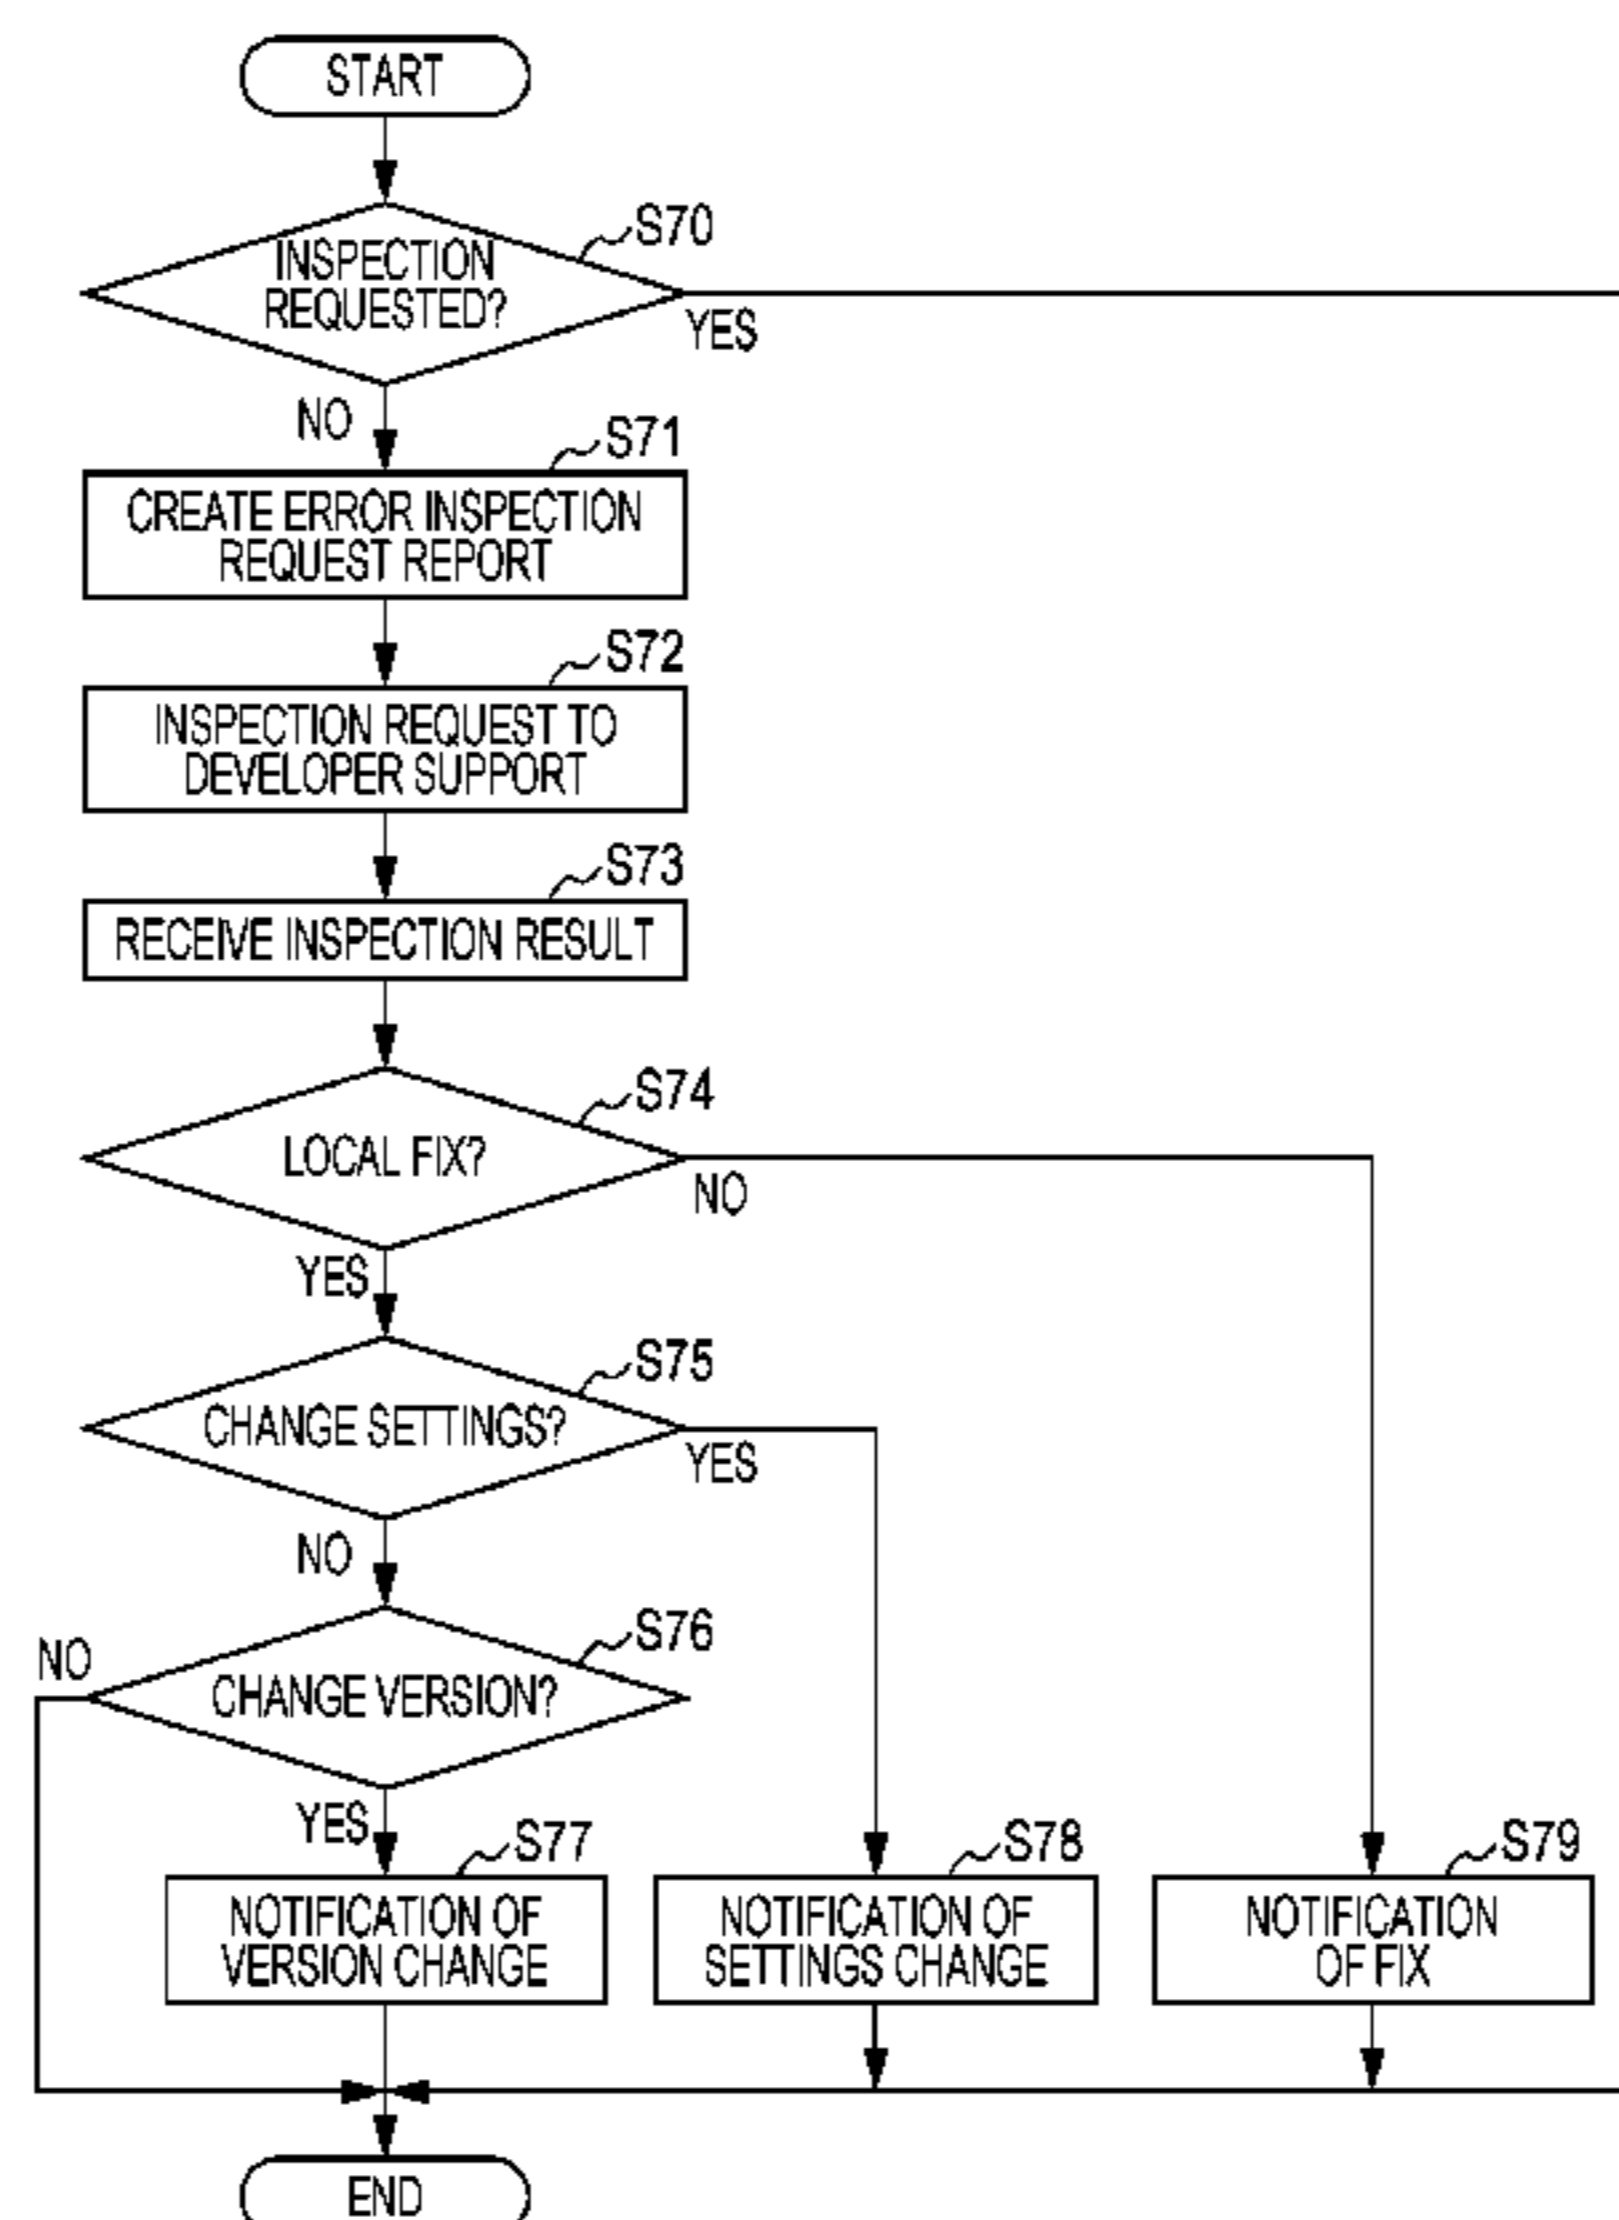 START
S70
INSPECTION
REQUESTED?
YES
NO
S71
CREATE ERROR INSPECTION
REQUEST REPORT
S72
INSPECTION REQUEST TO
DEVELOPER SUPPORT
S73
RECEIVE INSPECTION RESULT
S74
LOCAL FIX?
NO
YES
S75
CHANGE SETTINGS?
YES
NO
S76
NO
CHANGE VERSION?
YES
S77
NOTIFICATION OF
VERSION CHANGE
S78
NOTIFICATION OF
SETTINGS CHANGE
S79
NOTIFICATION
OF FIX
END